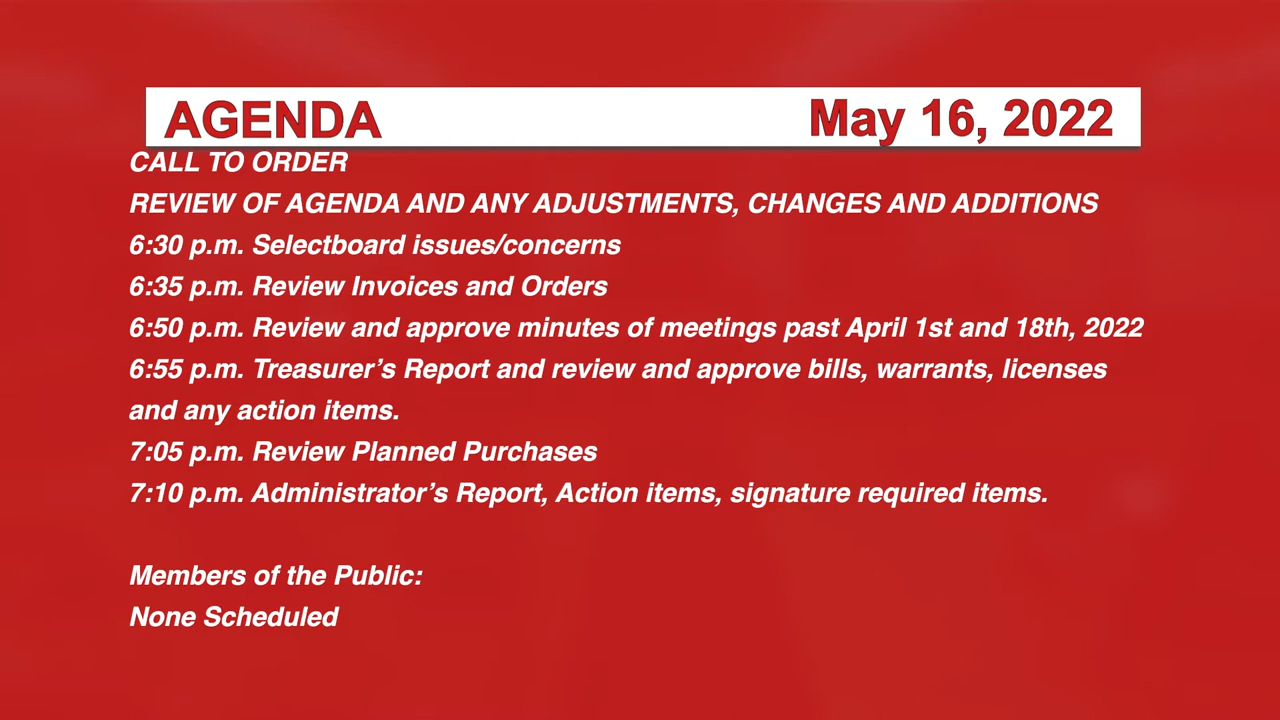 AGENDA May 16, 2022
CALL TO ORDER
REVIEW OF AGENDA AND ANY ADJUSTMENTS, CHANGES AND ADDITIONS
6:30 p.m. Selectboard issues/concerns
6:35 p.m. Review Invoices and Orders
6:50 p.m. Review and approve minutes of meetings past April 1st and 18th, 2022
6:55 p.m. Treasurer’s Report and review and approve bills, warrants, licenses
and any action items.
7:05 p.m. Review Planned Purchases
7:10 p.m. Administrator’s Report, Action items, signature required items.
Members of the Public:
None Scheduled